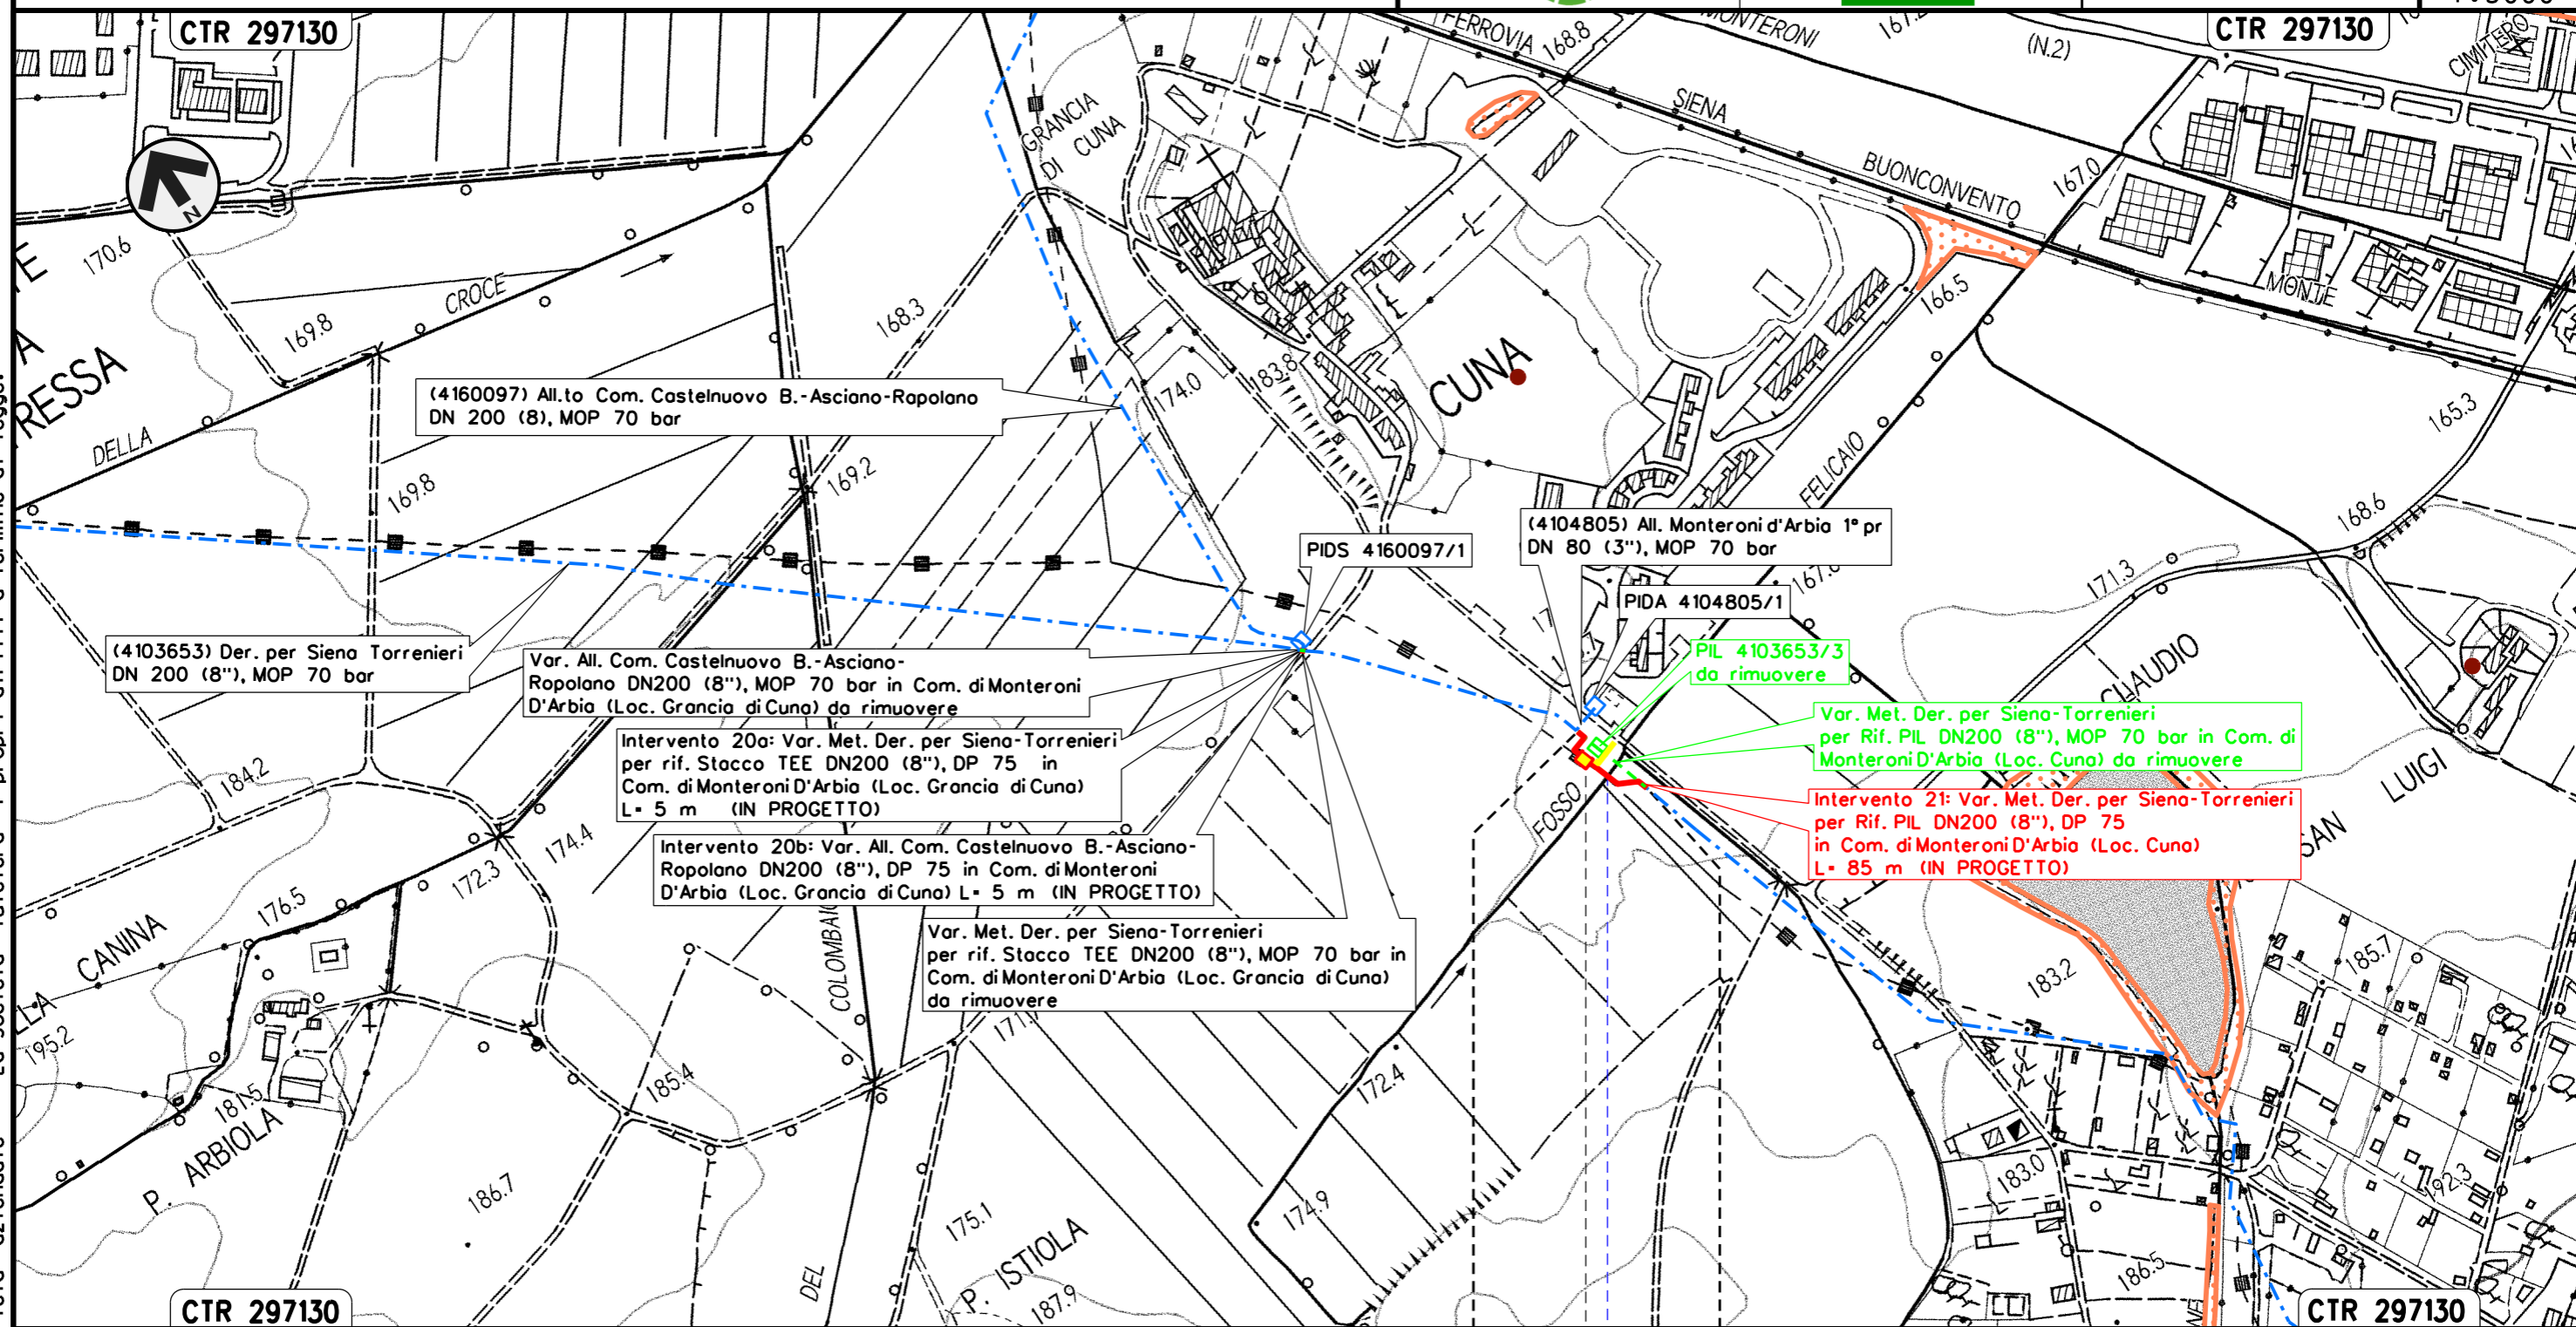 CTR 297130
CTR 297130
FERROVIA
168.8
MONTERONI
(N.2)
CIMITERO
SIENA
BUONCONVENTO
167.0
MONTE
166.5
165.3
GRANCIA
DI CUNA
N
170.6
RESSA
CROCE
169.8
DELLA
168.3
174.0
183.8
CUNA
169.8
169.2
FELICAIO
168.6
171.3
(4160097) All.to Com. Castelnuovo B.-Asciano-Rapolano
DN 200 (8), MOP 70 bar
PIDS 4160097/1
(4104805) All. Monteroni d'Arbia 1° pr
DN 80 (3"), MOP 70 bar
PIDA 4104805/1
(4103653) Der. per Siena Torrenieri
DN 200 (8"), MOP 70 bar
Var. All. Com. Castelnuovo B.-Asciano-
Ropolano DN200 (8"), MOP 70 bar in Com. di Monteroni
D'Arbia (Loc. Grancia di Cuna) da rimuovere
PIL 4103653/3
da rimuovere
Var. Met. Der. per Siena-Torrenieri
per Rif. PIL DN200 (8"), MOP 70 bar in Com. di
Monteroni D'Arbia (Loc. Cuna) da rimuovere
Intervento 20a: Var. Met. Der. per Siena-Torrenieri
per rif. Stacco TEE DN200 (8"), DP 75 in
Com. di Monteroni D'Arbia (Loc. Grancia di Cuna)
L= 5 m (IN PROGETTO)
Intervento 21: Var. Met. Der. per Siena-Torrenieri
per Rif. PIL DN200 (8"), DP 75
in Com. di Monteroni D'Arbia (Loc. Cuna)
L= 85 m (IN PROGETTO)
Intervento 20b: Var. All. Com. Castelnuovo B.-Asciano-
Ropolano DN200 (8"), DP 75 in Com. di Monteroni
D'Arbia (Loc. Grancia di Cuna) L= 5 m (IN PROGETTO)
Var. Met. Der. per Siena-Torrenieri
per rif. Stacco TEE DN200 (8"), MOP 70 bar in
Com. di Monteroni D'Arbia (Loc. Grancia di Cuna)
da rimuovere
CHAUDIO
LUIGI
SAN
FOSSO
184.2
174.4
172.3
176.5
CANINA
195.2
181.5
P. ARBIOLA
186.7
185.4
COLOMBAIO
DEL
175.1
P. ISTIOLA
187.9
172.4
174.9
183.2
185.7
183.0
192.3
186.5
CTR 297130
CTR 297130